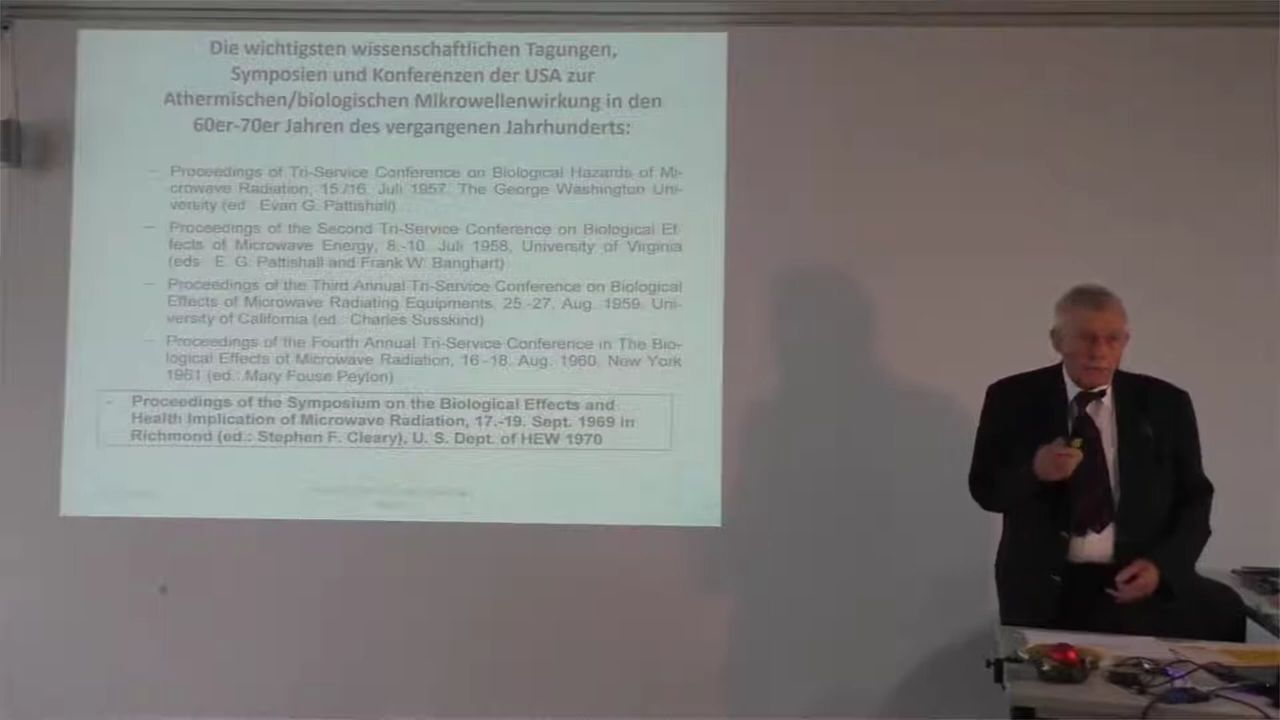 Die wichtigsten wissenschaftlichen Tagungen,
Symposien und Konferenzen der USA zur
Athermischen/biologischen Mikrowellenwirkung in den
60er-70er Jahren des vergangenen Jahrhunderts:
– Proceedings of Tri-Service Conference on Biological Hazards of Mi-
crowave Radiation, 15./16. Juli 1957. The George Washington Uni-
versity (ed.: Evan G. Pattishall)
– Proceedings of the Second Tri-Service Conference on Biological Ef-
fects of Microwave Energy, 8.-10. Juli 1958, University of Virginia
(eds.: E. G. Pattishall and Frank W. Banghart)
– Proceedings of the Third Annual Tri-Service Conference on Biological
Effects of Microwave Radiating Equipments, 25.-27. Aug. 1959. Uni-
versity of California (ed.: Charles Susskind)
– Proceedings of the Fourth Annual Tri-Service Conference in The Bio-
logical Effects of Microwave Radiation, 16.-18. Aug. 1960. New York
1961 (ed.: Mary Fouse Peyton)
- Proceedings of the Symposium on the Biological Effects and
Health Implication of Microwave Radiation, 17.-19. Sept. 1969 in
Richmond (ed.: Stephen F. Cleary), U. S. Dept. of HEW 1970